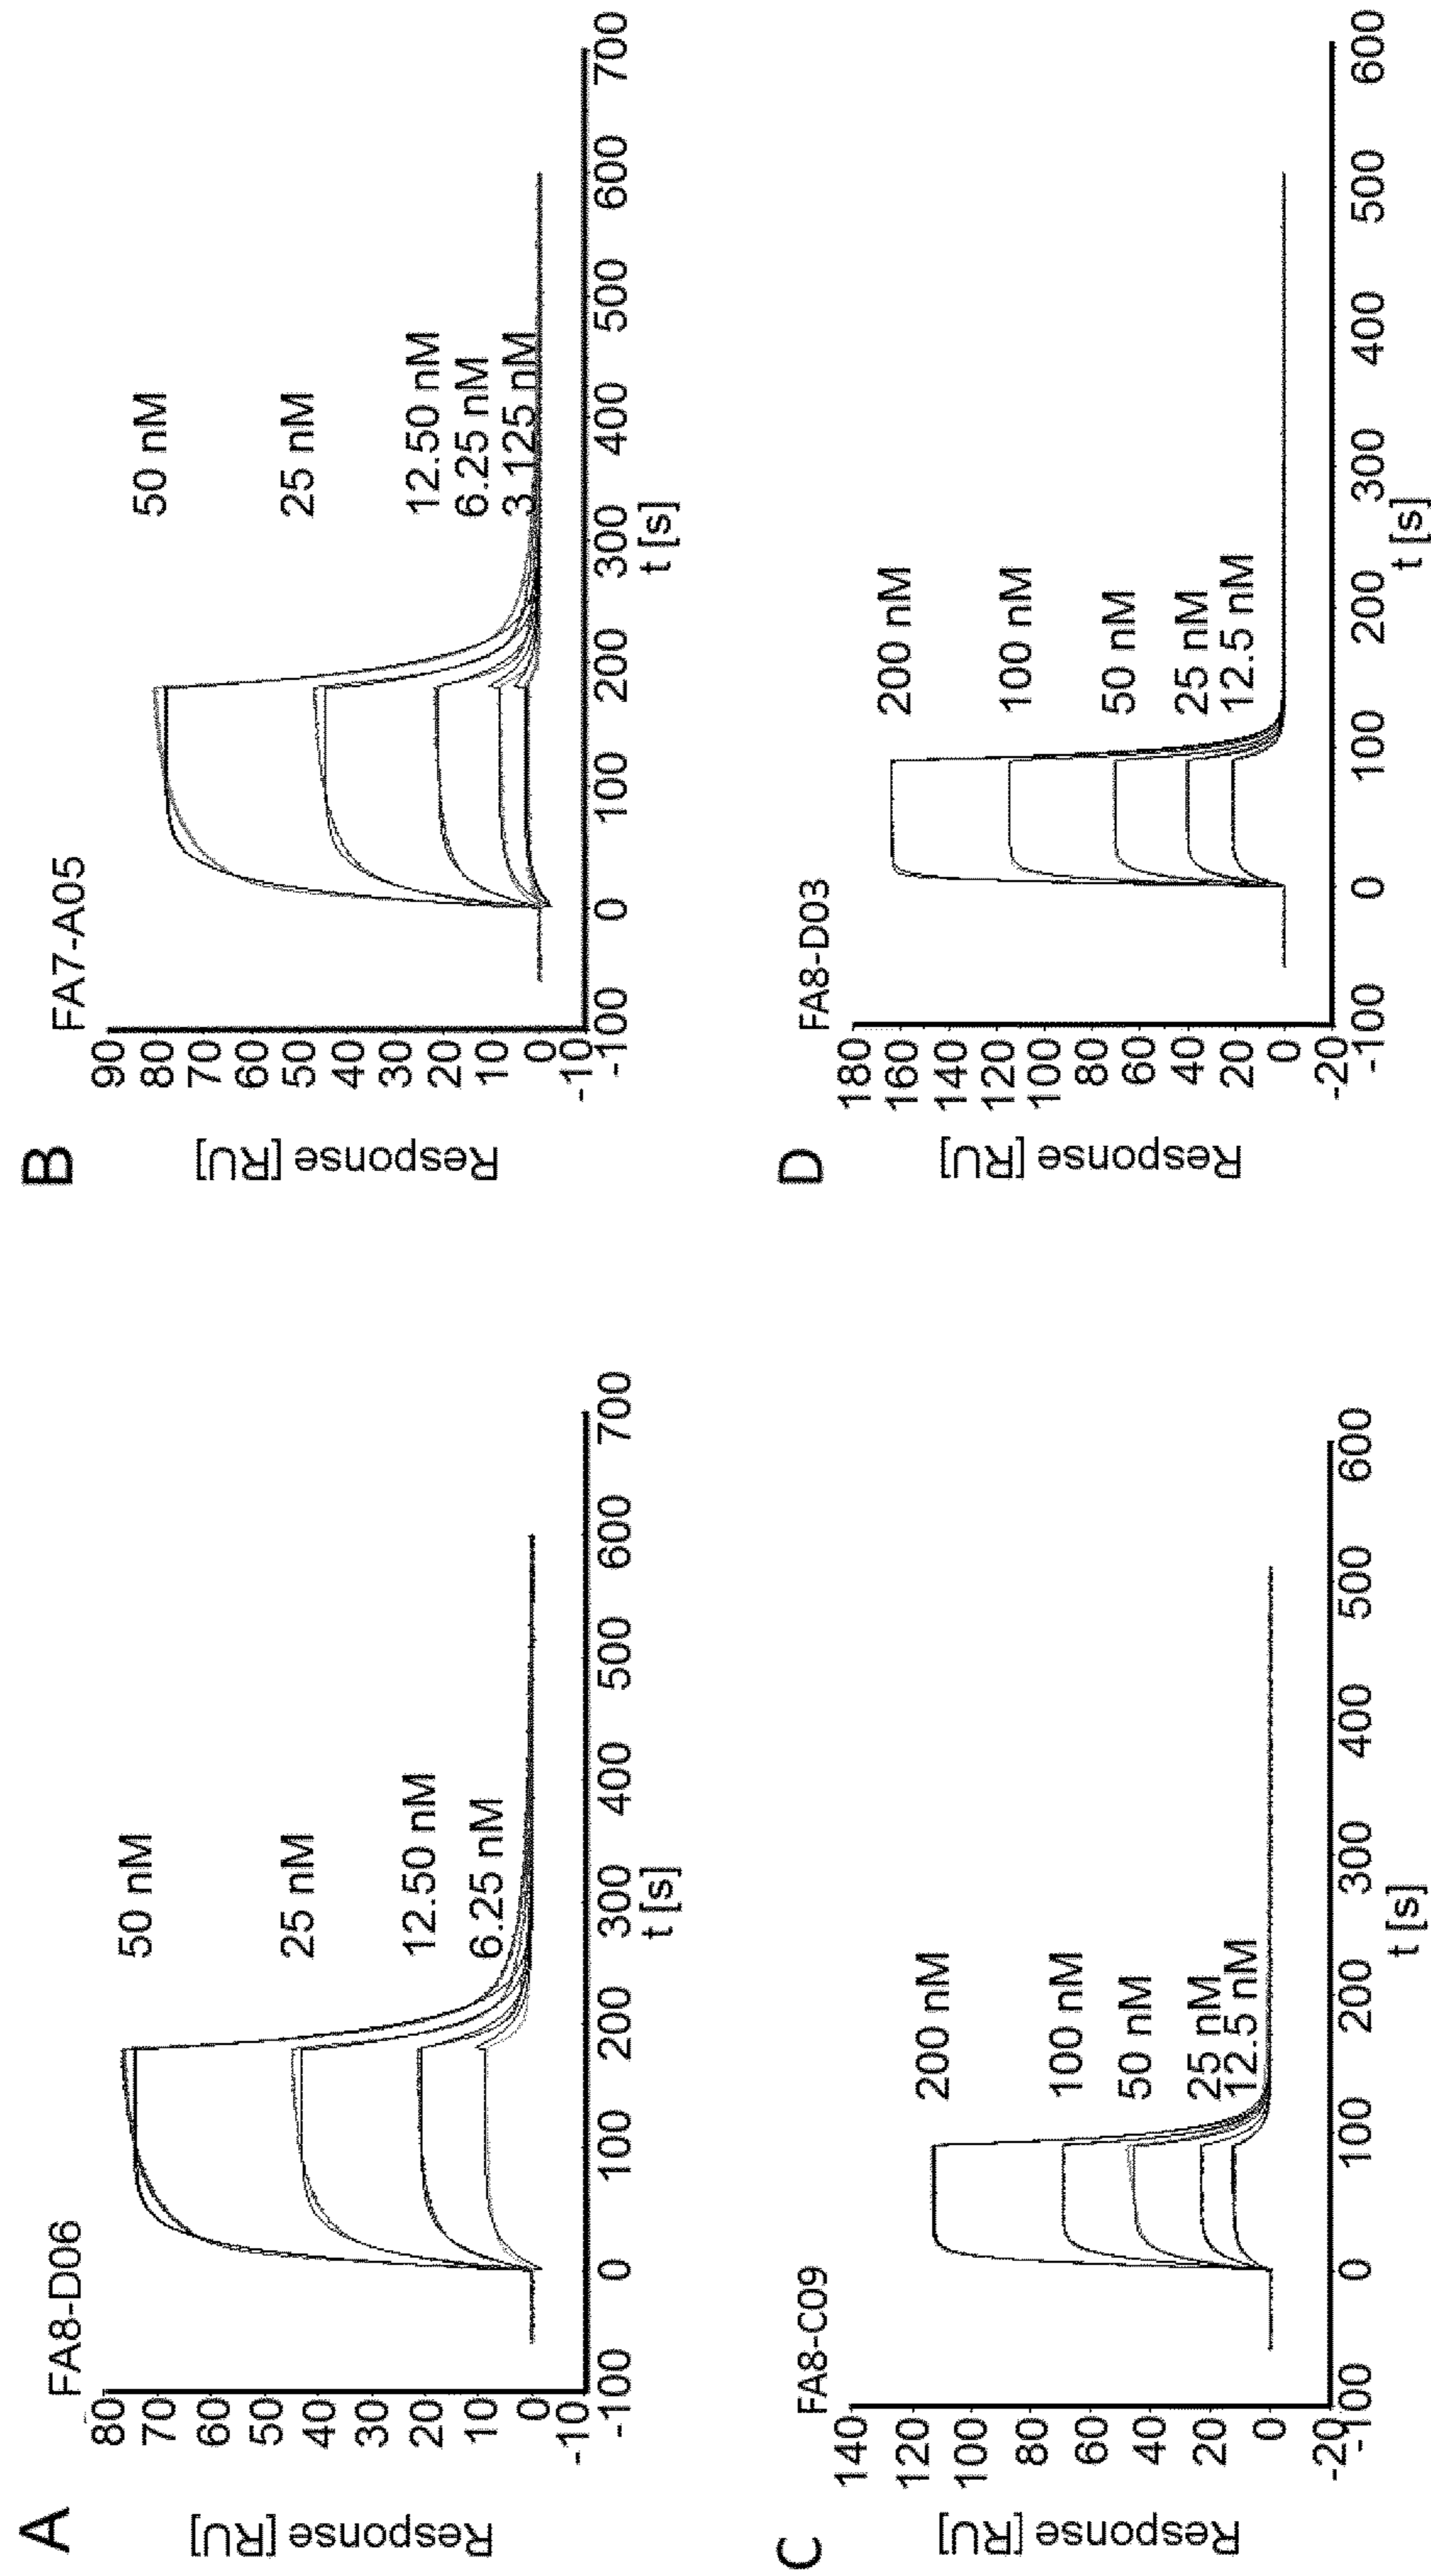 A
FA8-D06
Response [RU]
80
70
60
50
40
30
20
10
0
-10
50 nM
25 nM
12.50 nM
6.25 nM
-100
0
100
200
300
400
500
600
700
t [s]
B
FA7-A05
Response [RU]
90
80
70
60
50
40
30
20
10
0
-10
50 nM
25 nM
12.50 nM
6.25 nM
3.125 nM
-100
0
100
200
300
400
500
600
700
t [s]
C
FA8-C09
Response [RU]
140
120
100
80
60
40
20
0
-20
200 nM
100 nM
50 nM
25 nM
12.5 nM
-100
0
100
200
300
400
500
600
t [s]
D
FA8-D03
Response [RU]
180
160
140
120
100
80
60
40
20
0
-20
200 nM
100 nM
50 nM
25 nM
12.5 nM
-100
0
100
200
300
400
500
600
t [s]